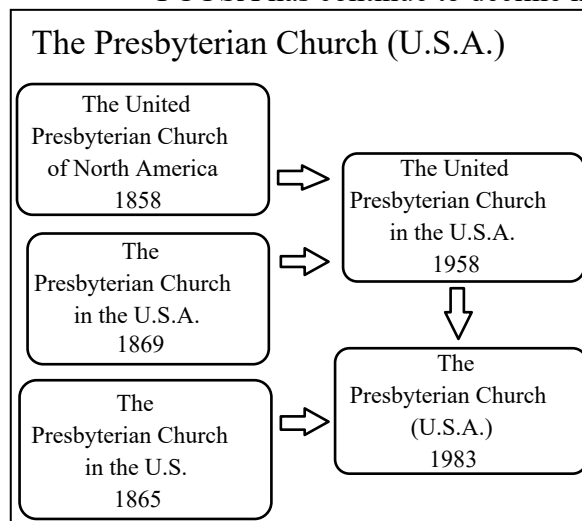 The Presbyterian Church (U.S.A.)
The United
Presbyterian Church
of North America
1858
The United
Presbyterian Church
in the U.S.A.
1958
The
Presbyterian Church
in the U.S.A.
1869
The
Presbyterian Church
(U.S.A.)
1983
The
Presbyterian Church
in the U.S.
1865